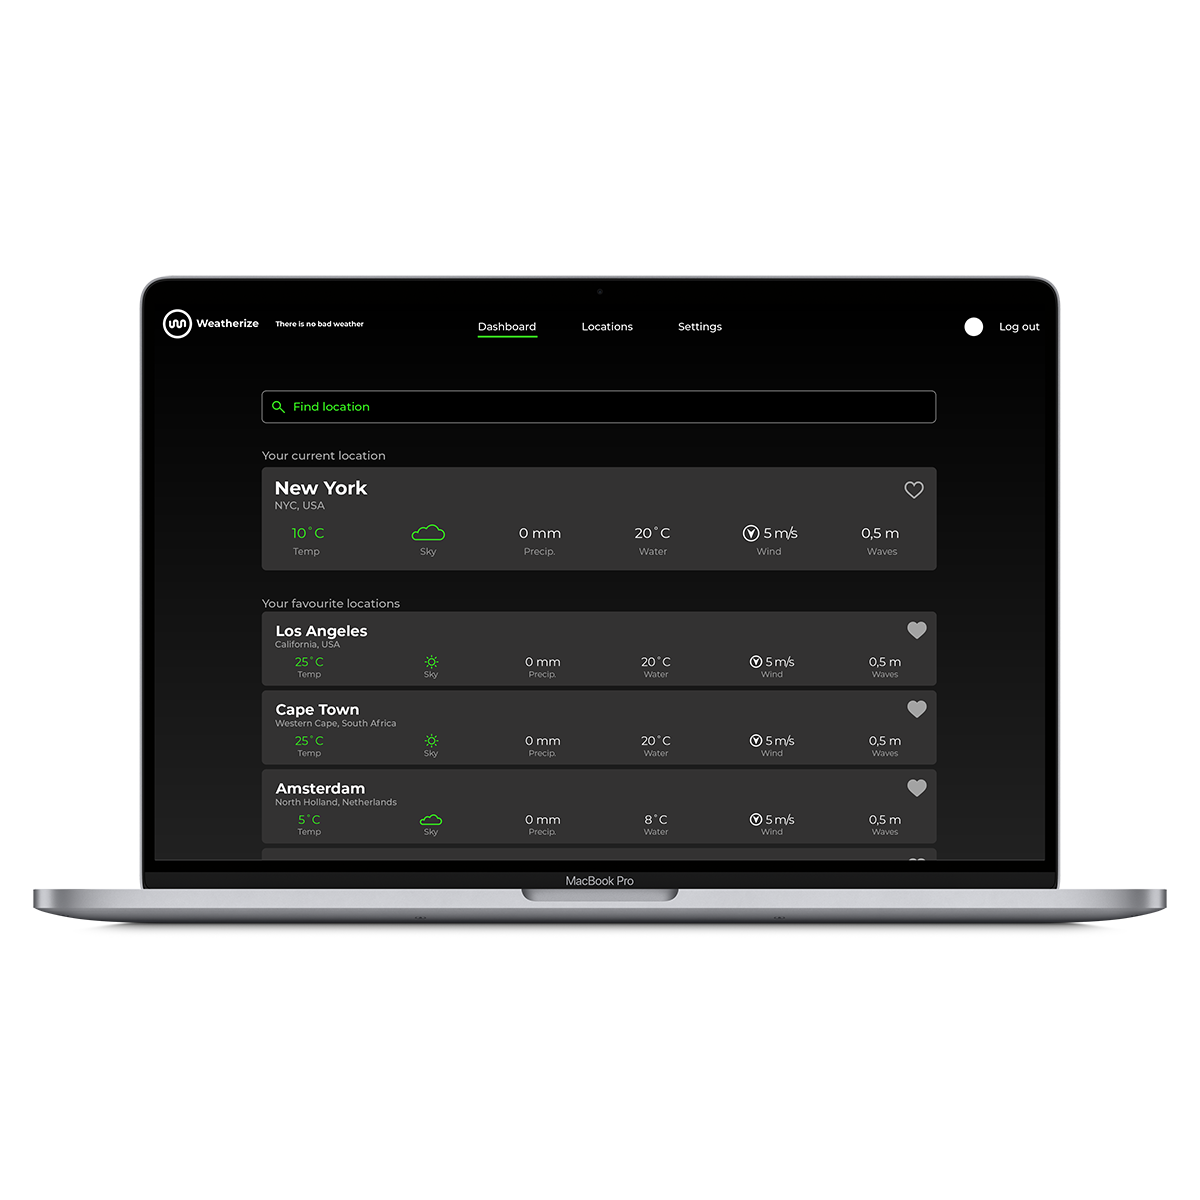 Weatherize There is no bad weather Dashboard Locations Settings Log out
Find location
Your current location
New York
NYC, USA
10°C 0 mm 20°C 5 m/s 0,5 m
Temp Sky Precip. Water Wind Waves
Your favourite locations
Los Angeles
California, USA
25°C 0 mm 20°C 5 m/s 0,5 m
Temp Sky Precip. Water Wind Waves
Cape Town
Western Cape, South Africa
25°C 0 mm 20°C 5 m/s 0,5 m
Temp Sky Precip. Water Wind Waves
Amsterdam
North Holland, Netherlands
5°C 0 mm 8°C 5 m/s 0,5 m
Temp Sky Precip. Water Wind Waves
MacBook Pro